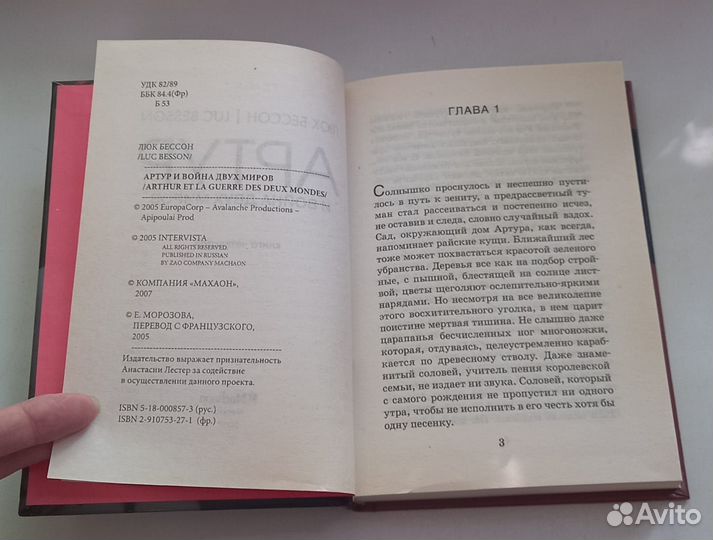 УДК 82/89
ББК 84.4(Фр)
Б 53
ЛЮК БЕССОН
/LUC BESSON/
АРТУР И ВОЙНА ДВУХ МИРОВ
/ARTHUR ET LA GUERRE DES DEUX MONDES/
© 2005 EuropaCorp – Avalanche Productions –
Apipoulai Prod
© 2005 INTERVISTA
ALL RIGHTS RESERVED
PUBLISHED IN RUSSIAN
BY ZAO COMPANY MACHAON
© КОМПАНИЯ «МАХАОН»,
2007
© Е. МОРОЗОВА,
ПЕРЕВОД С ФРАНЦУЗСКОГО,
2005
Издательство выражает признательность
Анастасии Лестер за содействие
в осуществлении данного проекта.
ISBN 5-18-000857-3 (рус.)
ISBN 2-910753-27-1 (фр.)
ГЛАВА 1
Солнышко проснулось и неспешно пусти-
лось в путь к зениту, а предрассветный ту-
ман стал рассеиваться и постепенно исчез,
не оставив и следа, словно случайный вздох.
Сад, окружающий дом Артура, как всегда,
напоминает райские кущи. Ближайший лес
тоже может похвастаться красотой зеленого
убранства. Деревья все как на подбор строй-
ные, с пышной, блестящей на солнце лист-
вой, цветы щеголяют ослепительно-яркими
нарядами. Но несмотря на все великолепие
этого восхитительного уголка, в нем царит
поистине мертвая тишина. Не слышно даже
царапанья бесчисленных ног многоножки,
которая, отдуваясь, целеустремленно караб-
кается по древесному стволу. Даже знаме-
нитый соловей, учитель пения королевской
семьи, не издает ни звука. Соловей, который
с самого рождения не пропустил ни одного
утра, чтобы не исполнить в его честь хотя бы
одну песенку.
3
Avito